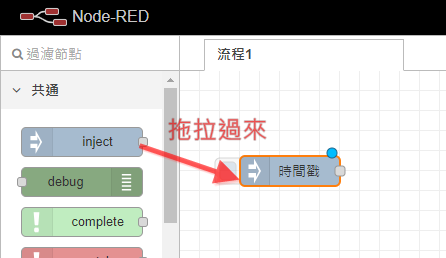 Node-RED
過濾節點
流程1
共通
拖拉過來
inject
時間戳
debug
complete